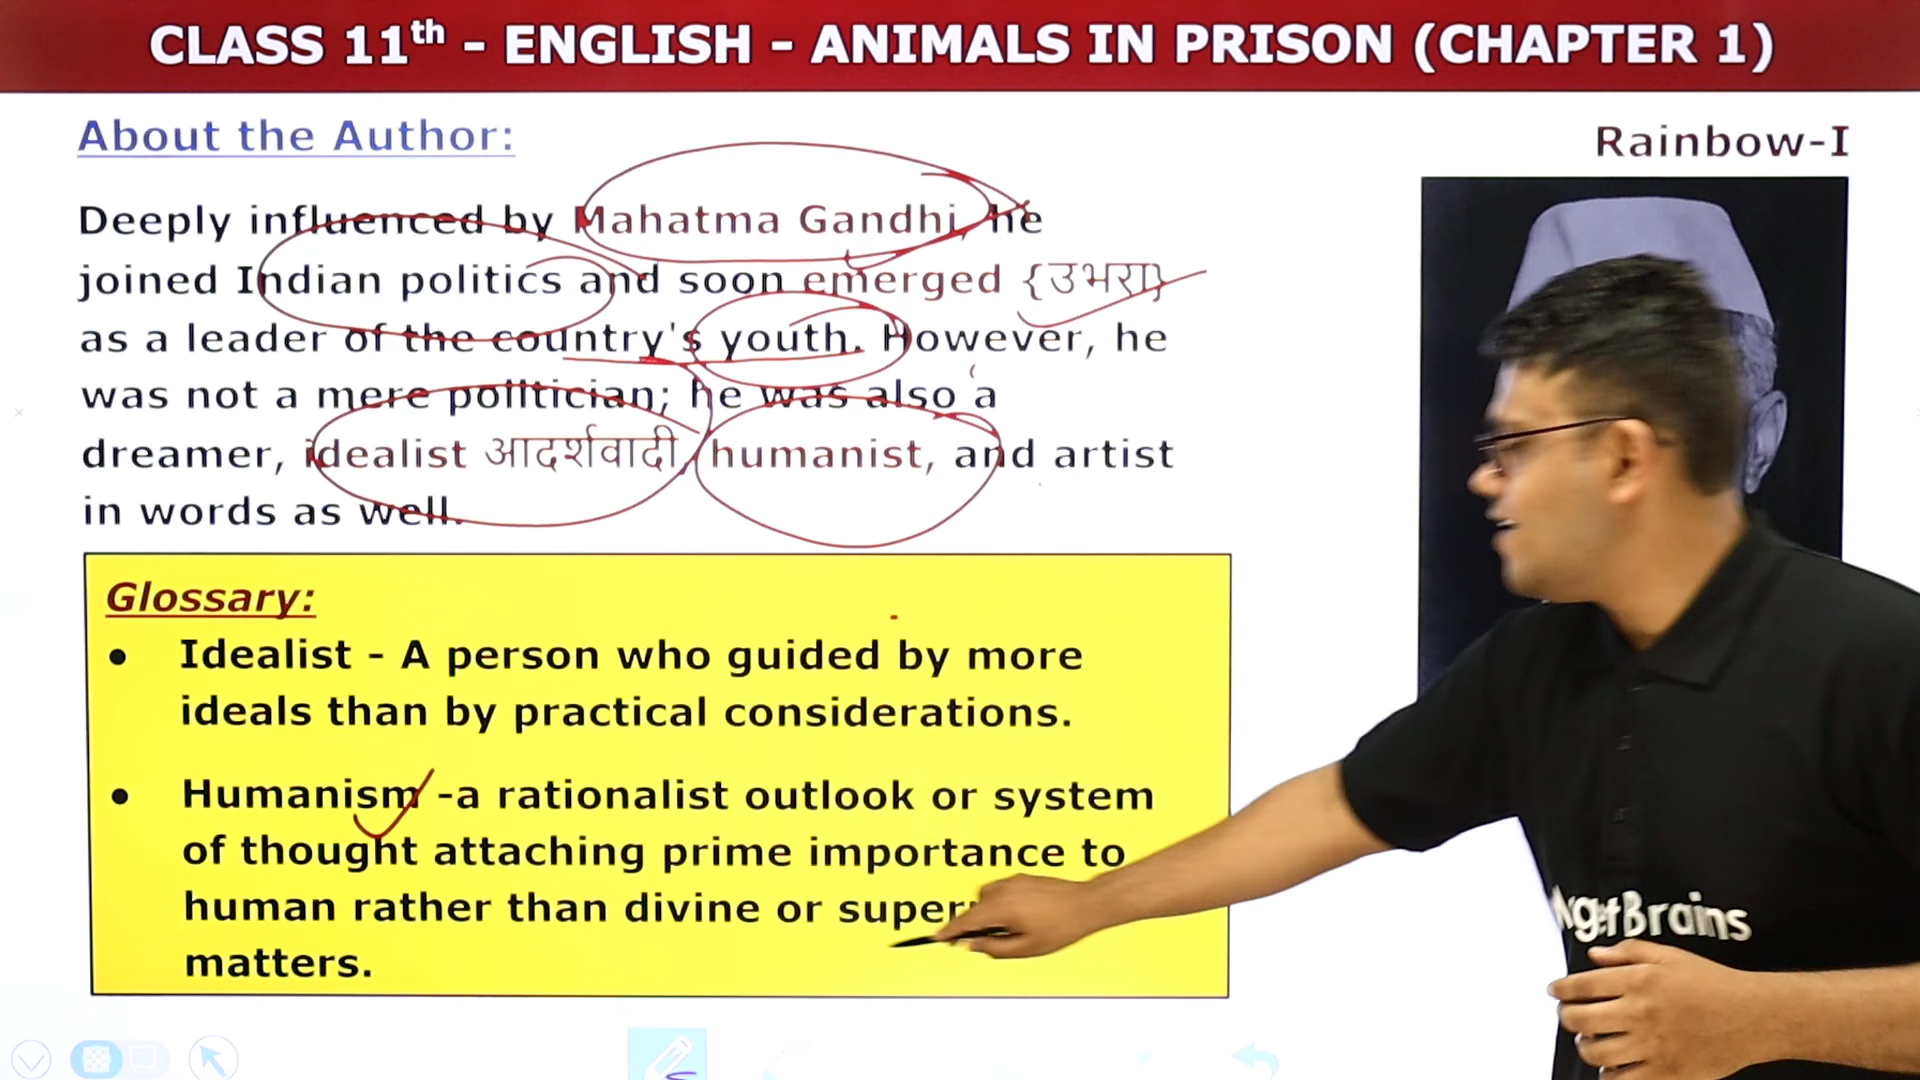 CLASS 11th - ENGLISH - ANIMALS IN PRISON (CHAPTER 1)
About the Author:
Rainbow-I
Deeply influenced by Mahatma Gandhi, he
joined Indian politics and soon emerged {उभरा}
as a leader of the country's youth. However, he
was not a mere politician; he was also a
dreamer, idealist आदर्शवादी, humanist, and artist
in words as well.
Glossary:
• Idealist - A person who guided by more
ideals than by practical considerations.
• Humanism -a rationalist outlook or system
of thought attaching prime importance to
human rather than divine or
matters.
Brains